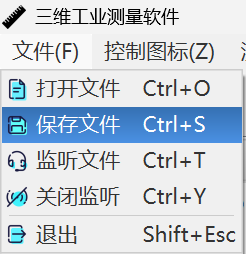 三维工业测量软件
文件(F) 控制图标(Z)
打开文件 Ctrl+O
保存文件 Ctrl+S
监听文件 Ctrl+T
关闭监听 Ctrl+Y
退出 Shift+Esc